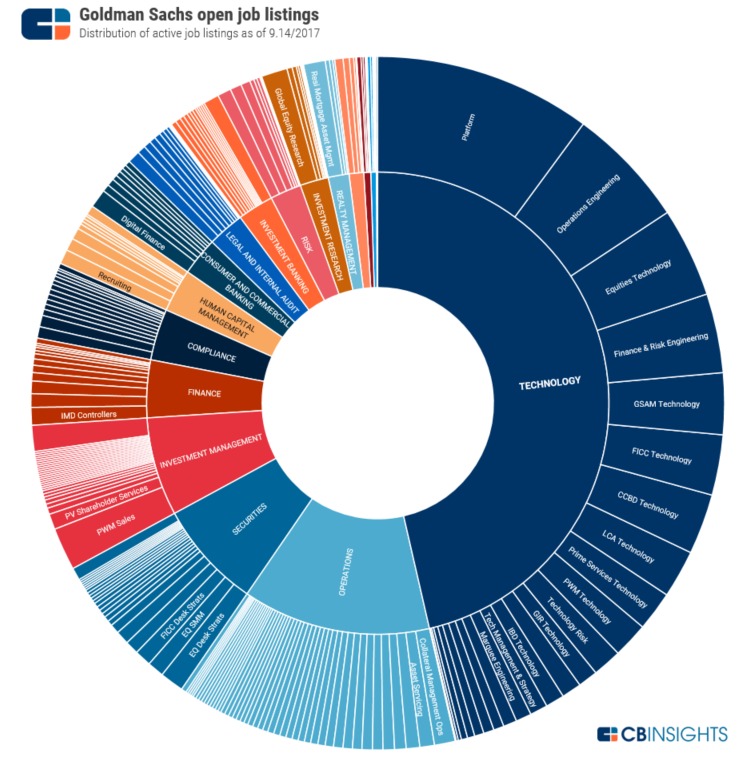 Goldman Sachs open job listings
Distribution of active job listings as of 9.14/2017
Platform
Operations Engineering
Equities Technology
Finance & Risk Engineering
GSAM Technology
FICC Technology
CCBD Technology
LCA Technology
Prime Services Technology
PWM Technology
Technology Risk
GIR Technology
IBD Technology
Tech Management & Strategy
Marquee Engineering
TECHNOLOGY
Collateral Management Ops
Asset Servicing
OPERATIONS
EQ Desk Strats
EQ SMM
FICC Desk Strats
SECURITIES
PWM Sales
PV Shareholder Services
INVESTMENT MANAGEMENT
IMD Controllers
FINANCE
COMPLIANCE
Recruiting
HUMAN CAPITAL
MANAGEMENT
Digital Finance
CONSUMER AND COMMERCIAL
BANKING
LEGAL AND INTERNAL AUDIT
INVESTMENT BANKING
RISK
Global Equity Research
INVESTMENT RESEARCH
Resi Mortgage Asset Mgmt
REALTY MANAGEMENT
CBINSIGHTS